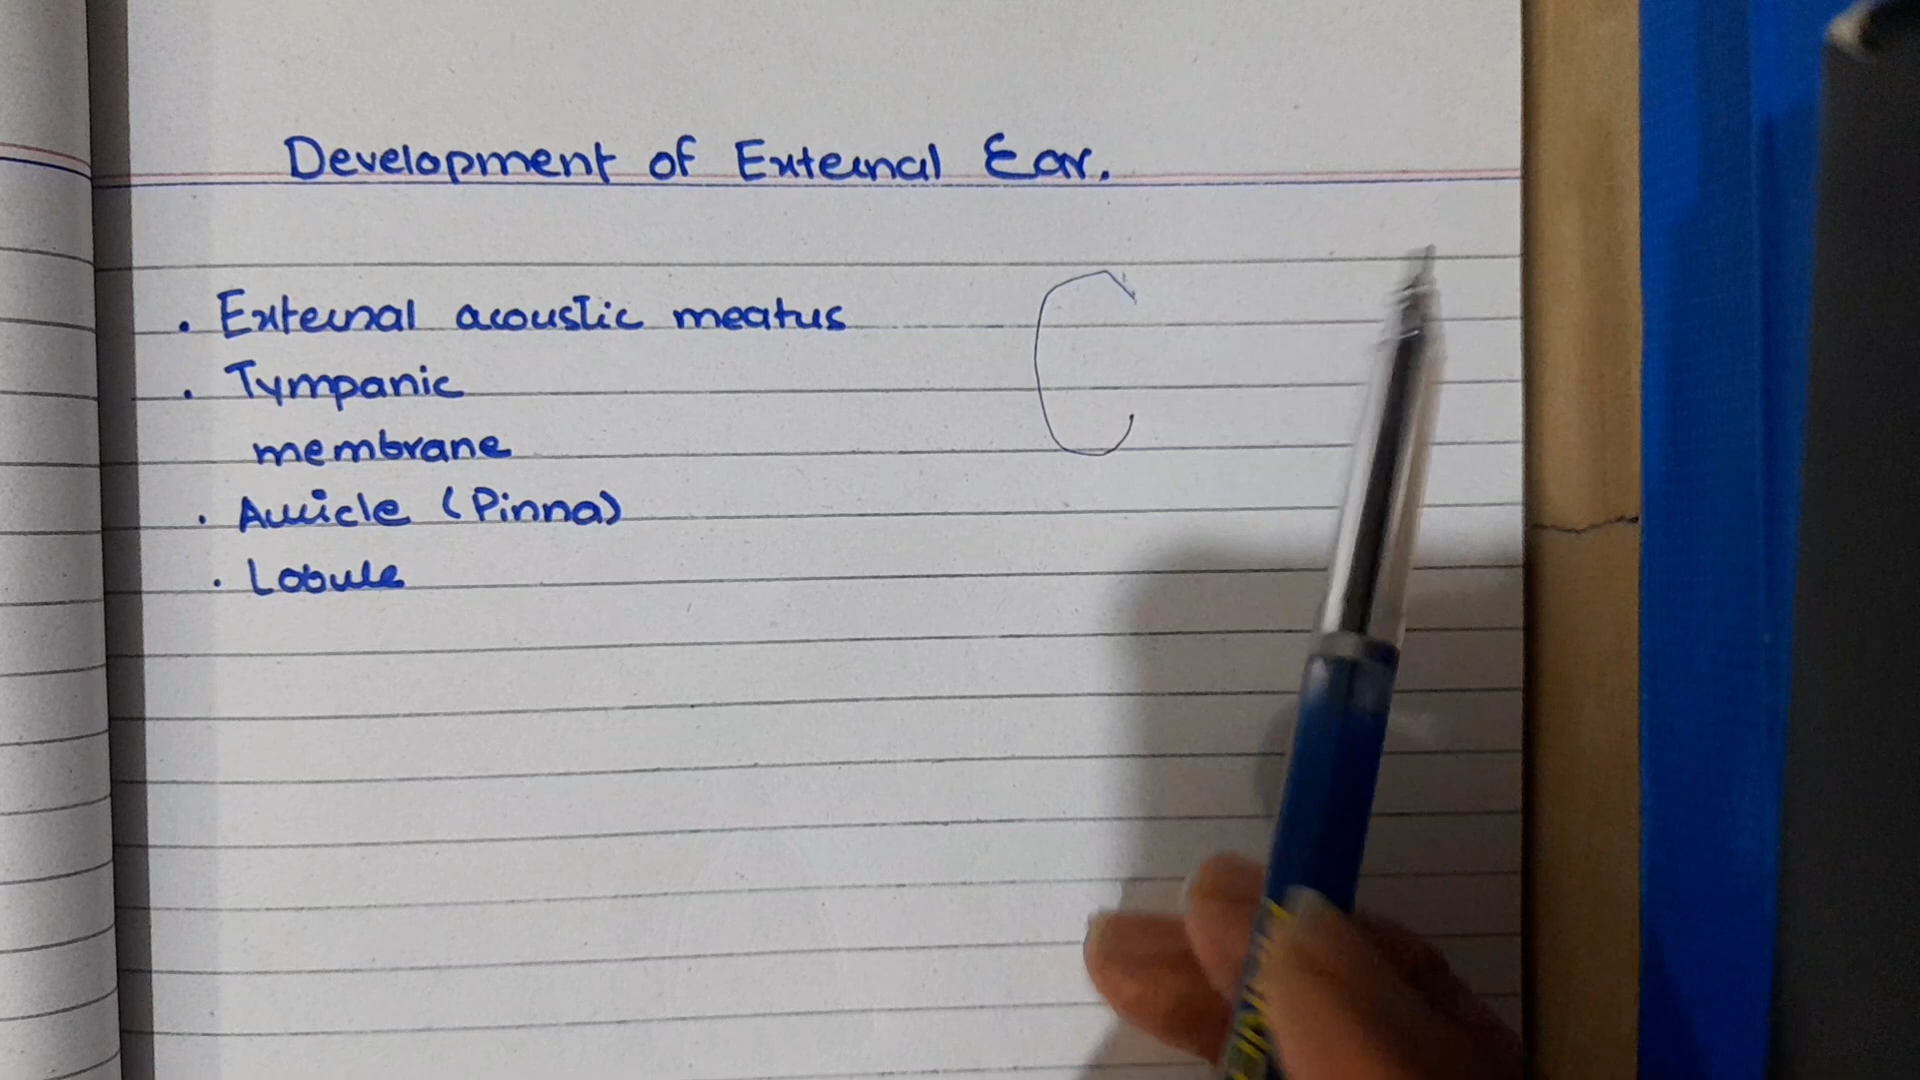 Development of External Ear.
. External acoustic meatus
. Tympanic
membrane
. Auricle (Pinna)
. Lobule